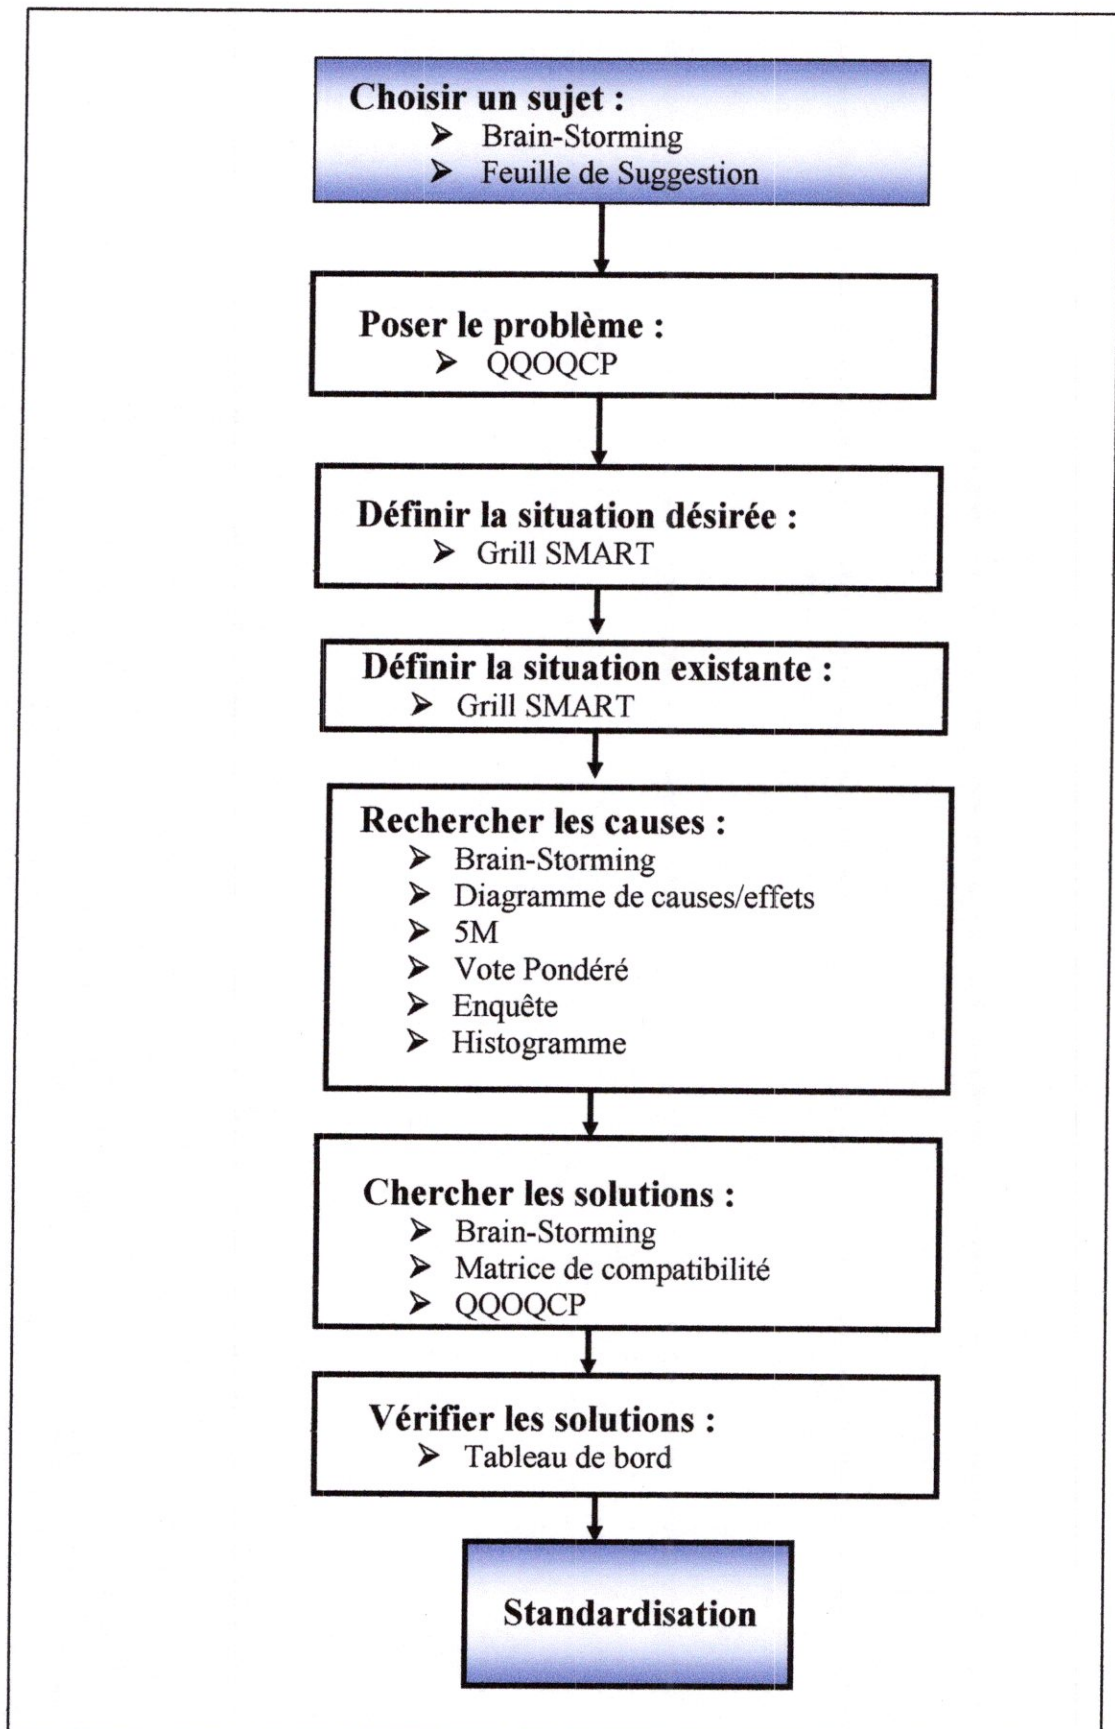 Choisir un sujet :
➢ Brain-Storming
➢ Feuille de Suggestion
Poser le problème :
➢ QQOQCP
Définir la situation désirée :
➢ Grill SMART
Définir la situation existante :
➢ Grill SMART
Rechercher les causes :
➢ Brain-Storming
➢ Diagramme de causes/effets
➢ 5M
➢ Vote Pondéré
➢ Enquête
➢ Histogramme
Chercher les solutions :
➢ Brain-Storming
➢ Matrice de compatibilité
➢ QQOQCP
Vérifier les solutions :
➢ Tableau de bord
Standardisation